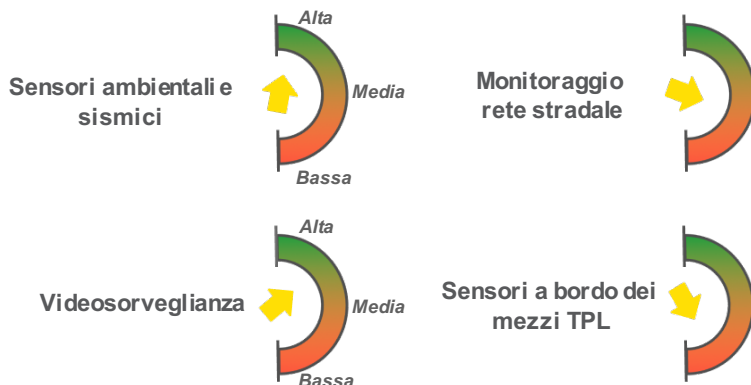 Alta
Sensori ambientali e
sismici
Media
Bassa
Monitoraggio
rete stradale
Alta
Videosorveglianza
Media
Bassa
Sensori a bordo dei
mezzi TPL